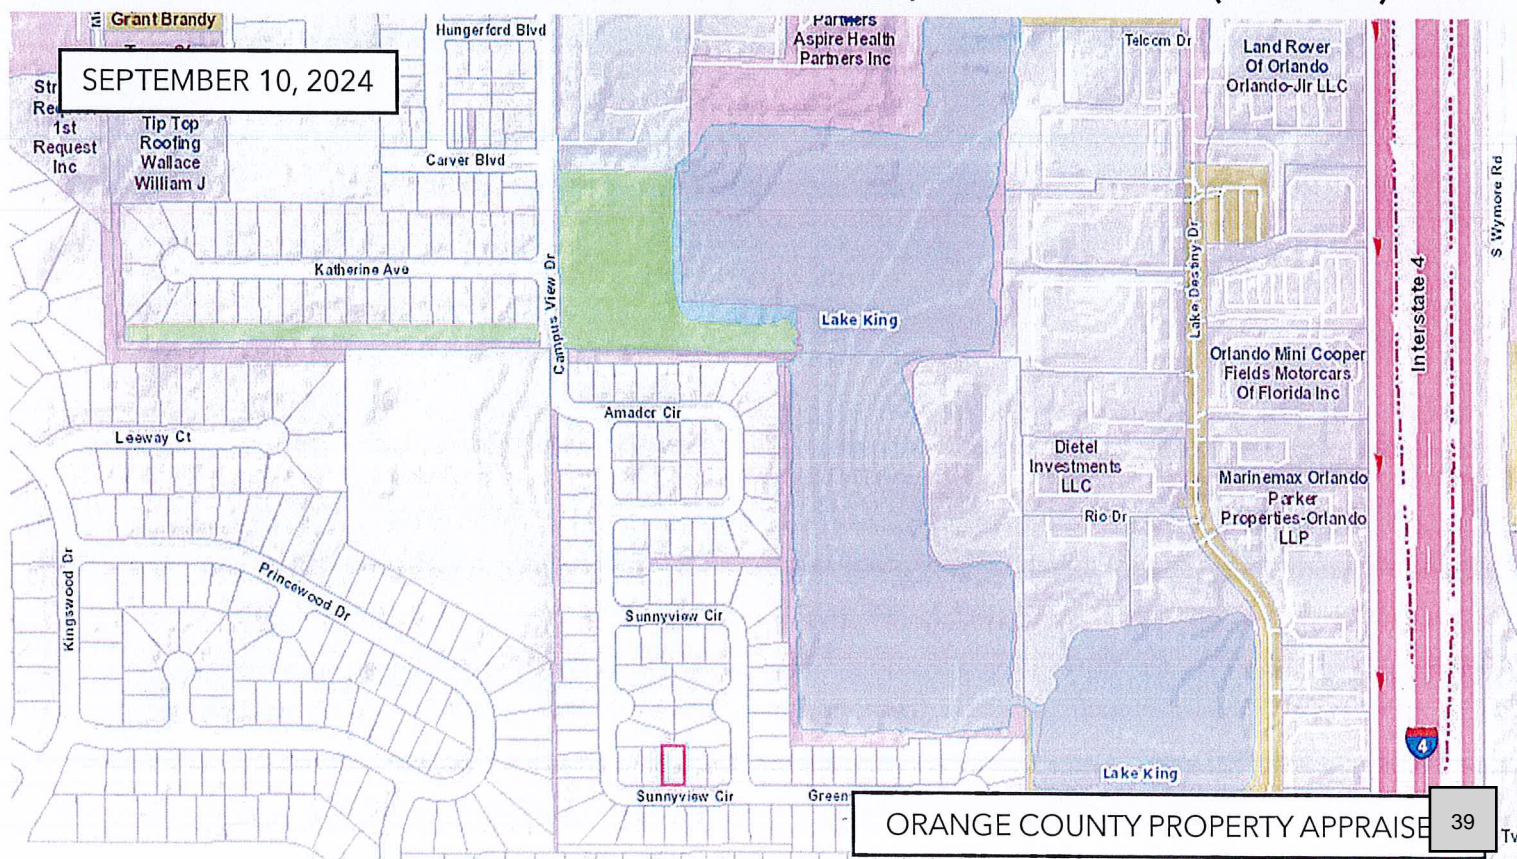 Grant Brandy
Hungerford Blvd
Partners
Aspire Health
Partners Inc
Telcom Dr
Land Rover
Of Orlando
Orlando-Jlr LLC
SEPTEMBER 10, 2024
1st
Request
Inc
Tip Top
Roofing
Wallace
William J
Carver Blvd
S Wymore Rd
Katherine Ave
Campus View Dr
Lake King
Lake Destiny Dr
Interstate 4
Orlando Mini Cooper
Fields Motorcars
Of Florida Inc
Amador Cir
Leeway Ct
Dietel
Investments
LLC
Marinemax Orlando
Parker
Properties-Orlando
LLP
Rio Dr
Kingswood Dr
Princewood Dr
Sunnyview Cir
4
Lake King
Sunnyview Cir
Green
ORANGE COUNTY PROPERTY APPRAISE
39